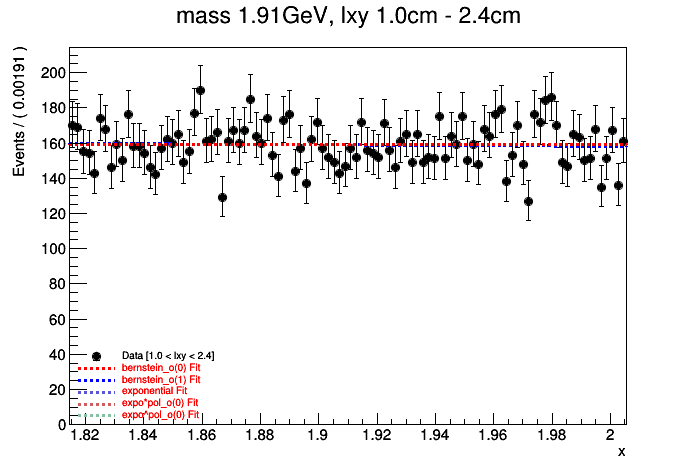 mass 1.91GeV, lxy 1.0cm - 2.4cm
Events / ( 0.00191 )
200
180
160
140
120
100
80
60
40
20
0
Data [1.0 < lxy < 2.4]
bernstein_o(0) Fit
bernstein_o(1) Fit
exponential Fit
expo*pol_o(0) Fit
expo*pol_o(0) Fit
1.82 1.84 1.86 1.88 1.9 1.92 1.94 1.96 1.98 2
x